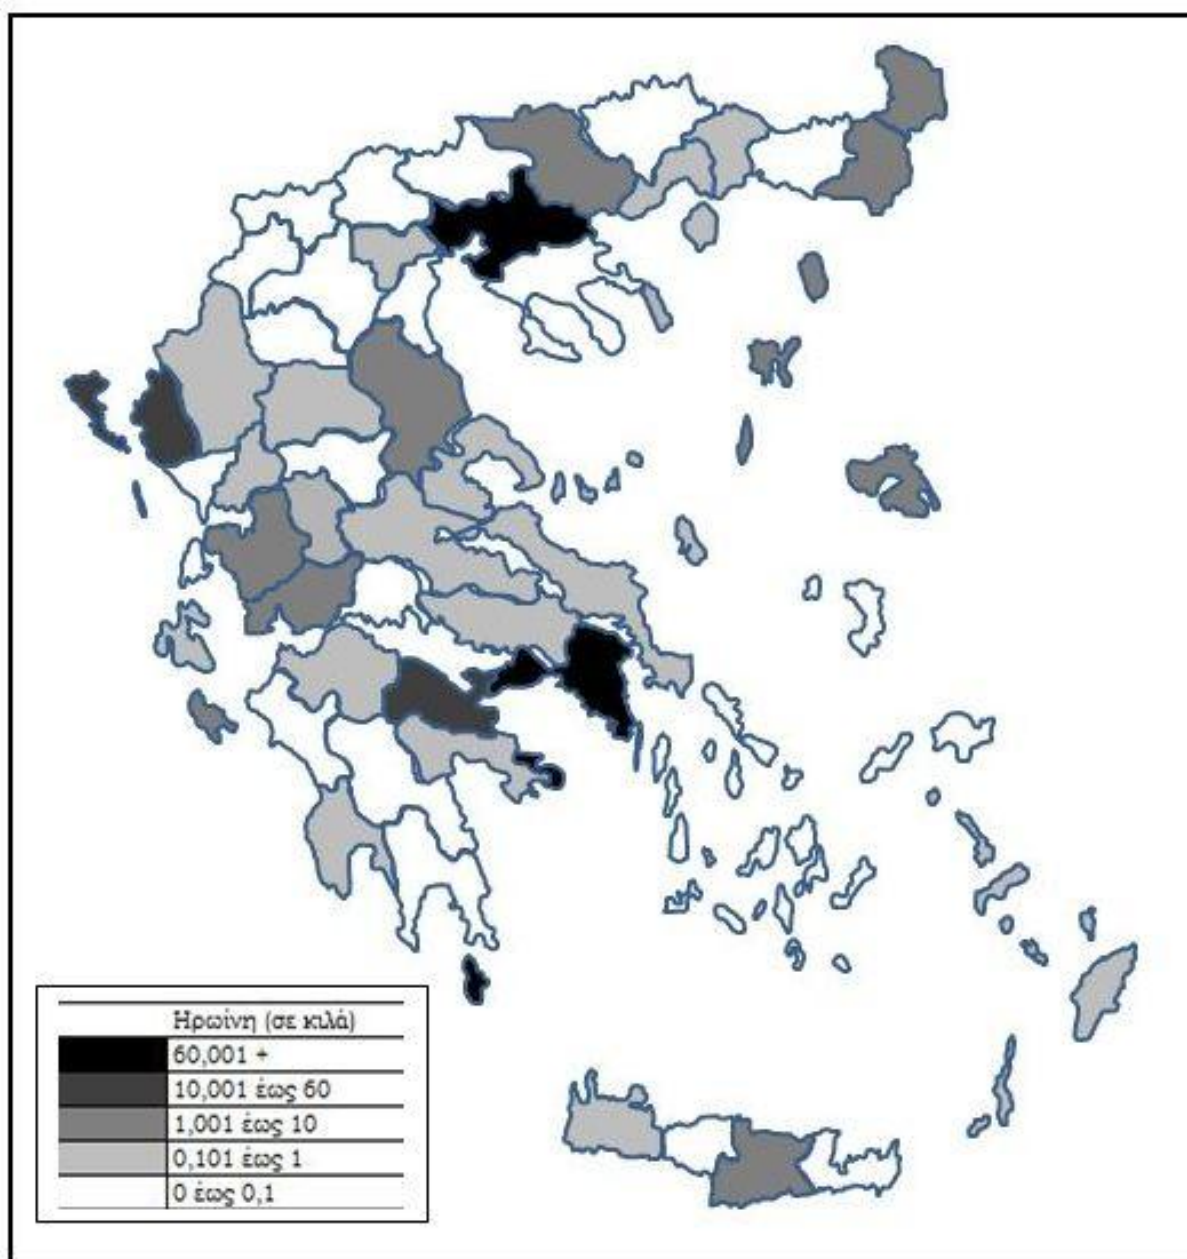 Ηρωίνη (σε κιλά)
60,001 +
10,001 έως 60
1,001 έως 10
0,101 έως 1
0 έως 0,1